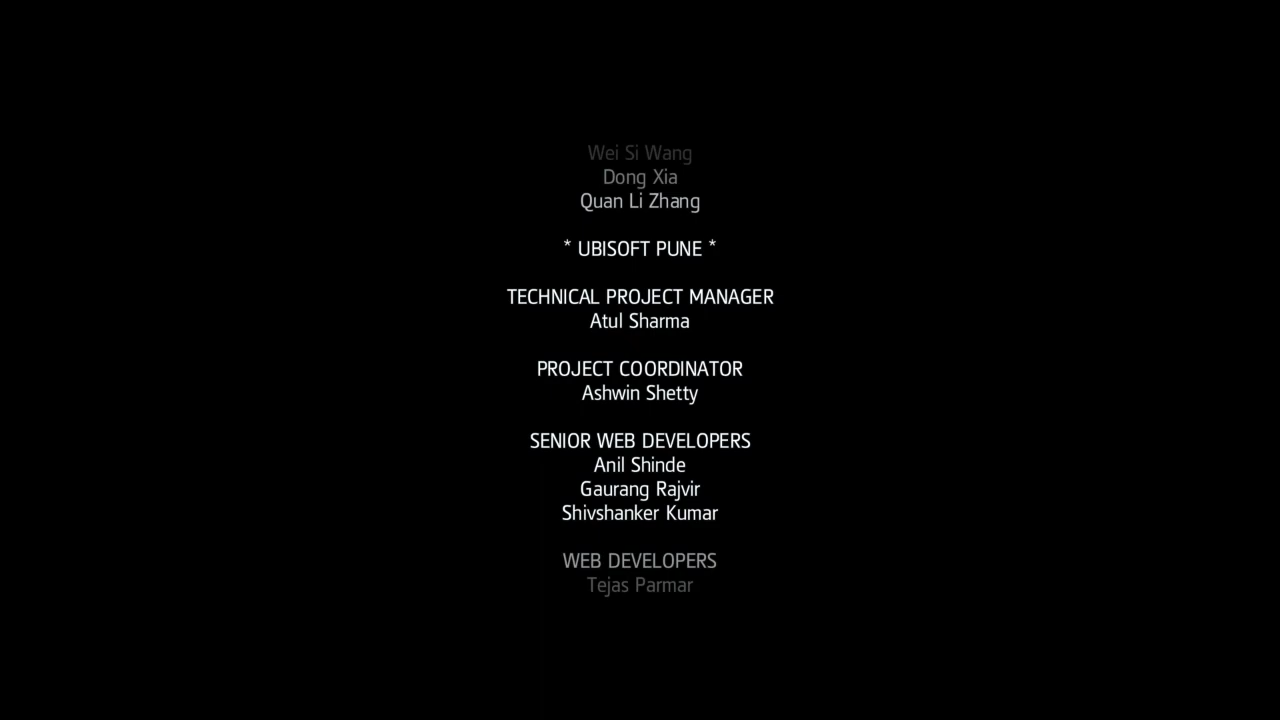 Wei Si Wang
Dong Xia
Quan Li Zhang
* UBISOFT PUNE *
TECHNICAL PROJECT MANAGER
Atul Sharma
PROJECT COORDINATOR
Ashwin Shetty
SENIOR WEB DEVELOPERS
Anil Shinde
Gaurang Rajvir
Shivshanker Kumar
WEB DEVELOPERS
Tejas Parmar